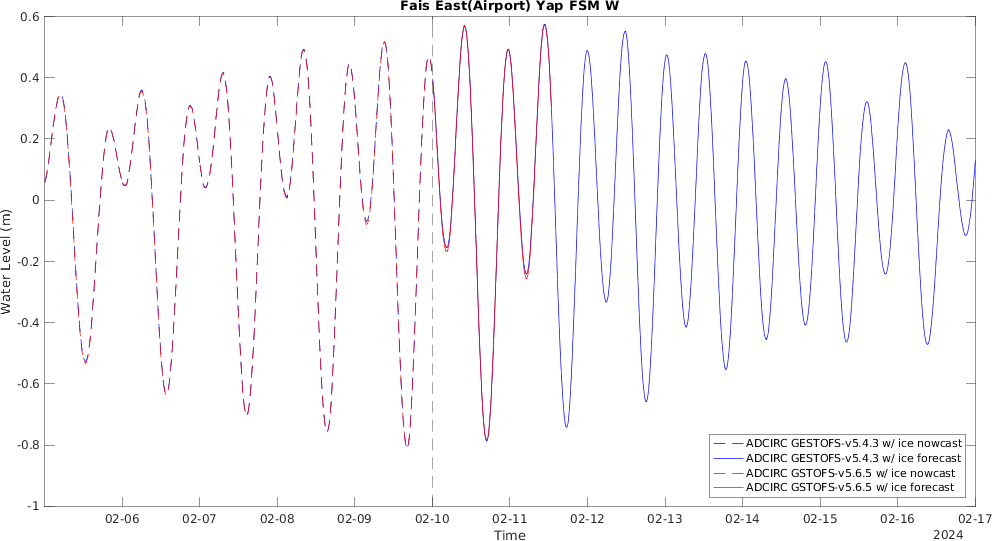 Fais East(Airport) Yap FSM W
Water Level (m)
0.6
0.4
0.2
0
-0.2
-0.4
-0.6
-0.8
-1
ADCIRC GESTOFS-v5.4.3 w/ ice nowcast
ADCIRC GESTOFS-v5.4.3 w/ ice forecast
ADCIRC GSTOFS-v5.6.5 w/ ice nowcast
ADCIRC GSTOFS-v5.6.5 w/ ice forecast
02-06 02-07 02-08 02-09 02-10 02-11 02-12 02-13 02-14 02-15 02-16 02-17
Time
2024